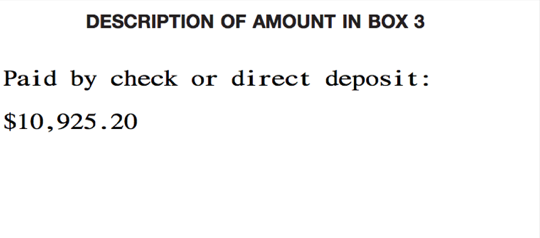 DESCRIPTION OF AMOUNT IN BOX 3
Paid by check or direct deposit:
$10,925.20